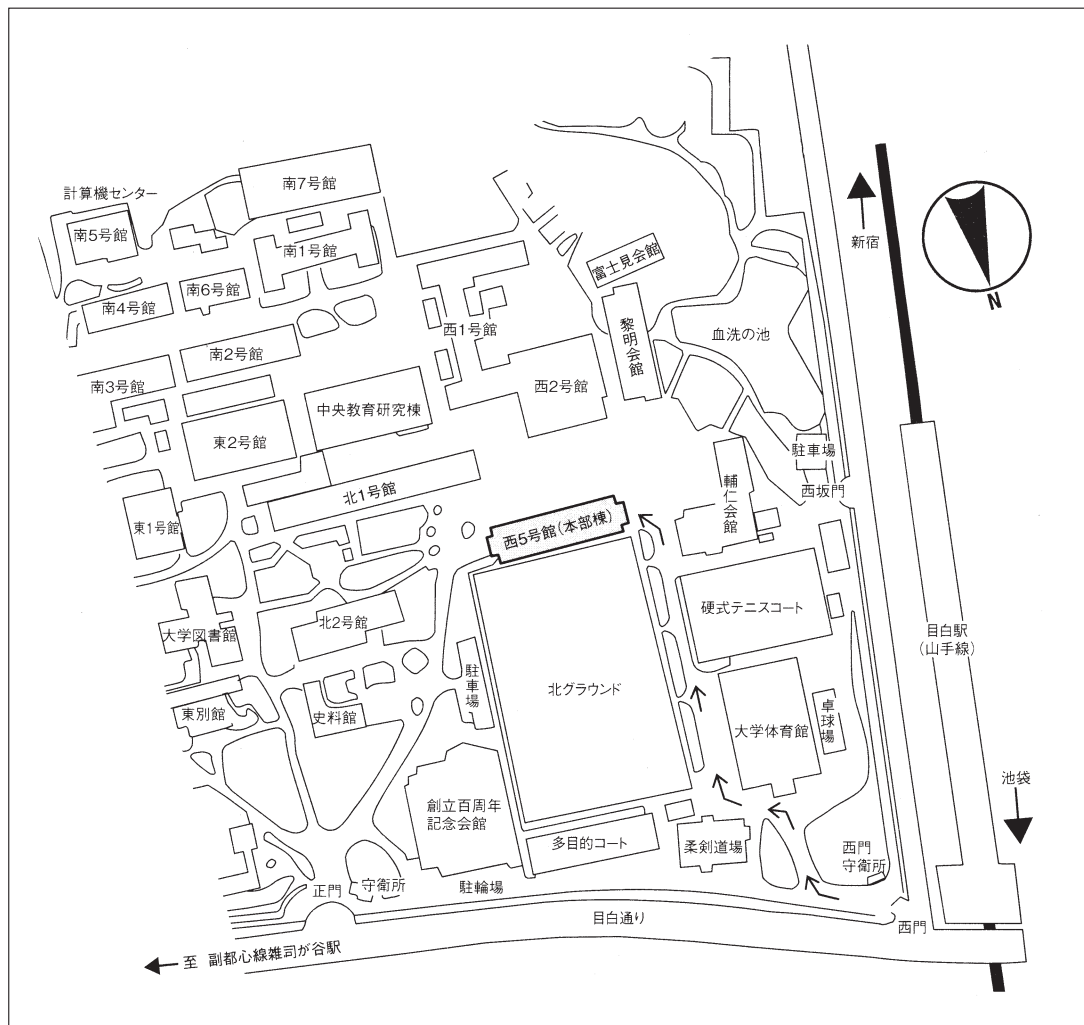 計算機センター
南7号館
南5号館
南1号館
新宿
富士見会館
南6号館
N
南4号館
血洗の池
西1号館
黎明会館
南2号館
南3号館
西2号館
中央教育研究棟
東2号館
駐車場
輔仁会館
北1号館
西坂門
東1号館
西5号館(本部棟)
硬式テニスコート
北2号館
大学図書館
目白駅
(山手線)
駐車場
北グラウンド
東別館
史料館
大学体育館
卓球場
池袋
創立百周年
記念会館
多目的コート
柔剣道場
西門
守衛所
正門
守衛所
駐輪場
目白通り
西門
至 副都心線雑司が谷駅